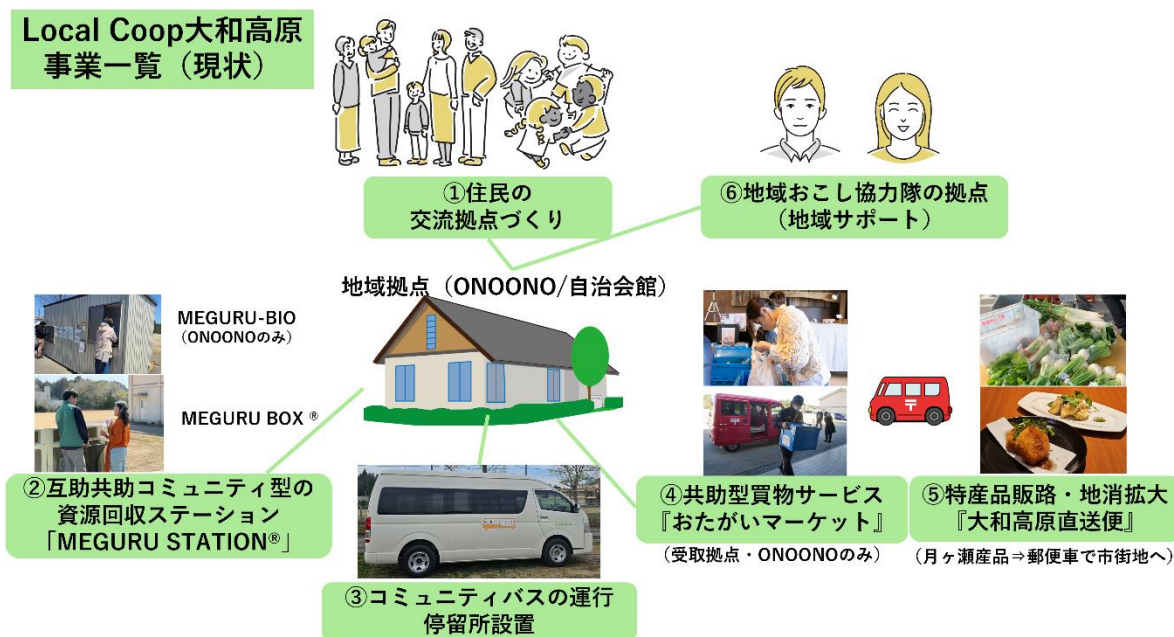 Local Coop大和高原
事業一覧（現状）
①住民の
交流拠点づくり
⑥地域おこし協力隊の拠点
（地域サポート）
地域拠点（ONOONO/自治会館）
MEGURU-BIO
（ONOONOのみ）
MEGURU BOX ®
②互助共助コミュニティ型の
資源回収ステーション
「MEGURU STATION®」
③コミュニティバスの運行
停留所設置
④共助型買物サービス
『おたがいマーケット』
（受取拠点・ONOONOのみ）
〒
⑤特産品販路・地消拡大
『大和高原直送便』
（月ヶ瀬産品⇒郵便車で市街地へ）